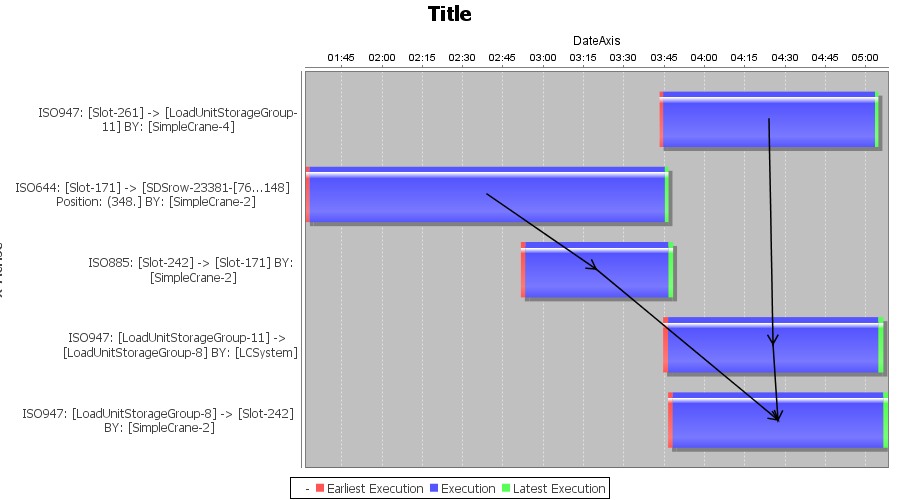 Title
DateAxis
01:45 02:00 02:15 02:30 02:45 03:00 03:15 03:30 03:45 04:00 04:15 04:30 04:45 05:00
ISO947: [Slot-261] -> [LoadUnitStorageGroup-
11] BY: [SimpleCrane-4]
ISO644: [Slot-171] -> [SDSrow-23381-[76...148]
Position: (348.] BY: [SimpleCrane-2]
ISO885: [Slot-242] -> [Slot-171] BY:
[SimpleCrane-2]
ISO947: [LoadUnitStorageGroup-11] ->
[LoadUnitStorageGroup-8] BY: [LCSystem]
ISO947: [LoadUnitStorageGroup-8] -> [Slot-242]
BY: [SimpleCrane-2]
- Earliest Execution Execution Latest Execution